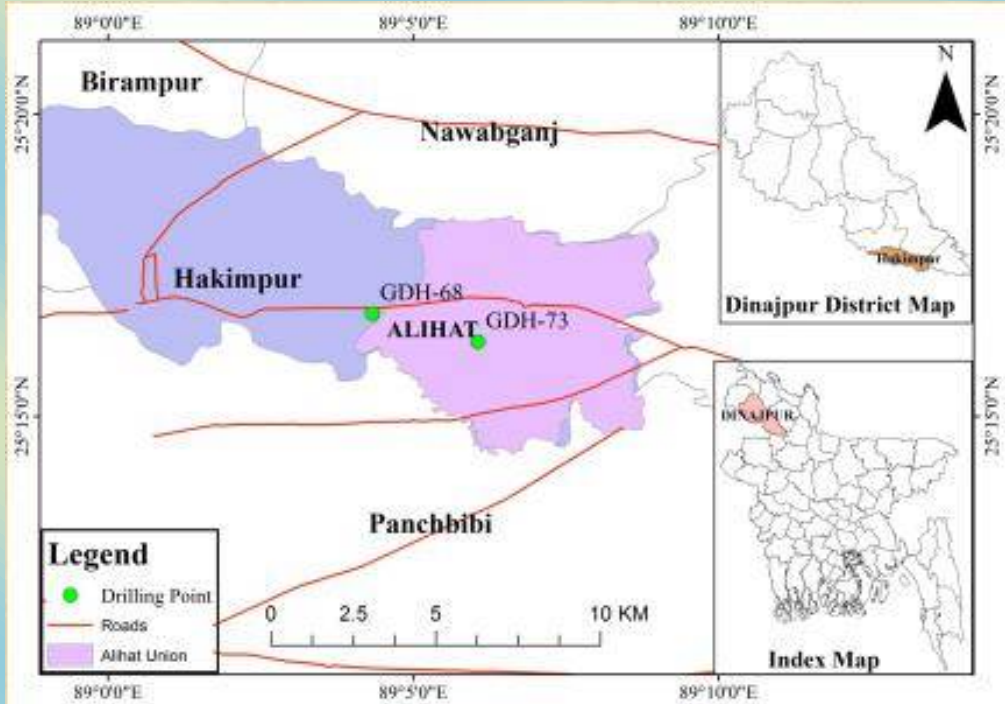 89°0'0"E 89°5'0"E 89°10'0"E
25°20'0"N
25°15'0"N
Birampur
Nawabganj
Hakimpur
GDH-68
ALIHAT
GDH-73
Panchbibi
Legend
Drilling Point
Roads
Alihat Union
0 2.5 5 10 KM
N
Hakimpur
Dinajpur District Map
25°20'0"N
DINAJPUR
25°15'0"N
Index Map
89°0'0"E 89°5'0"E 89°10'0"E